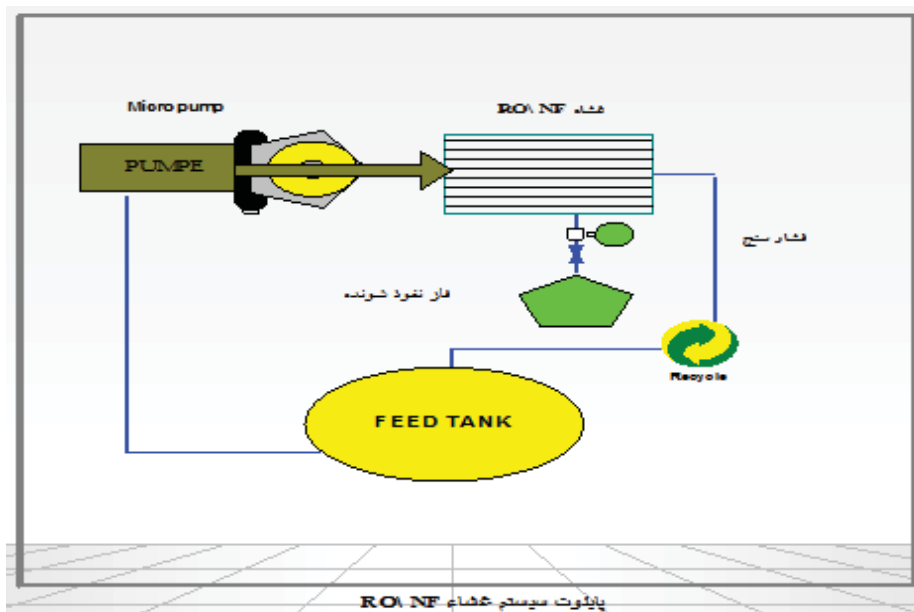 Micro pump
غشاء RO\ NF
PUMPE
فشار سنج
فاز نفوذ شونده
Recycle
FEED TANK
پایلوت سیستم غشاء RO\ NF